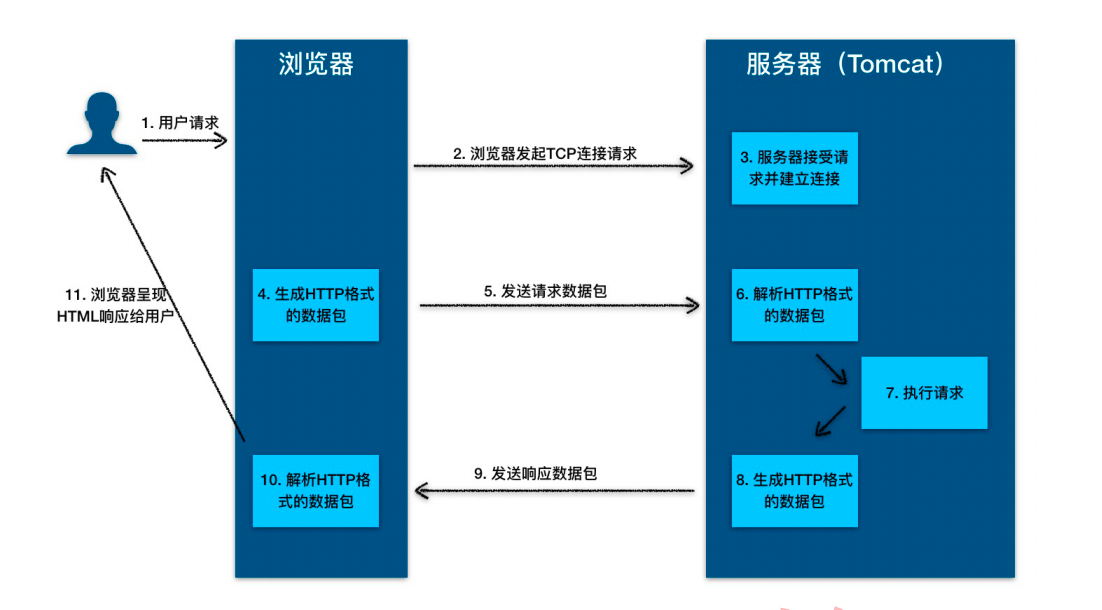 浏览器
服务器（Tomcat）
1. 用户请求
2. 浏览器发起TCP连接请求
3. 服务器接受请
求并建立连接
4. 生成HTTP格式
的数据包
5. 发送请求数据包
6. 解析HTTP格式
的数据包
7. 执行请求
8. 生成HTTP格式
的数据包
9. 发送响应数据包
10. 解析HTTP格
式的数据包
11. 浏览器呈现
HTML响应给用户